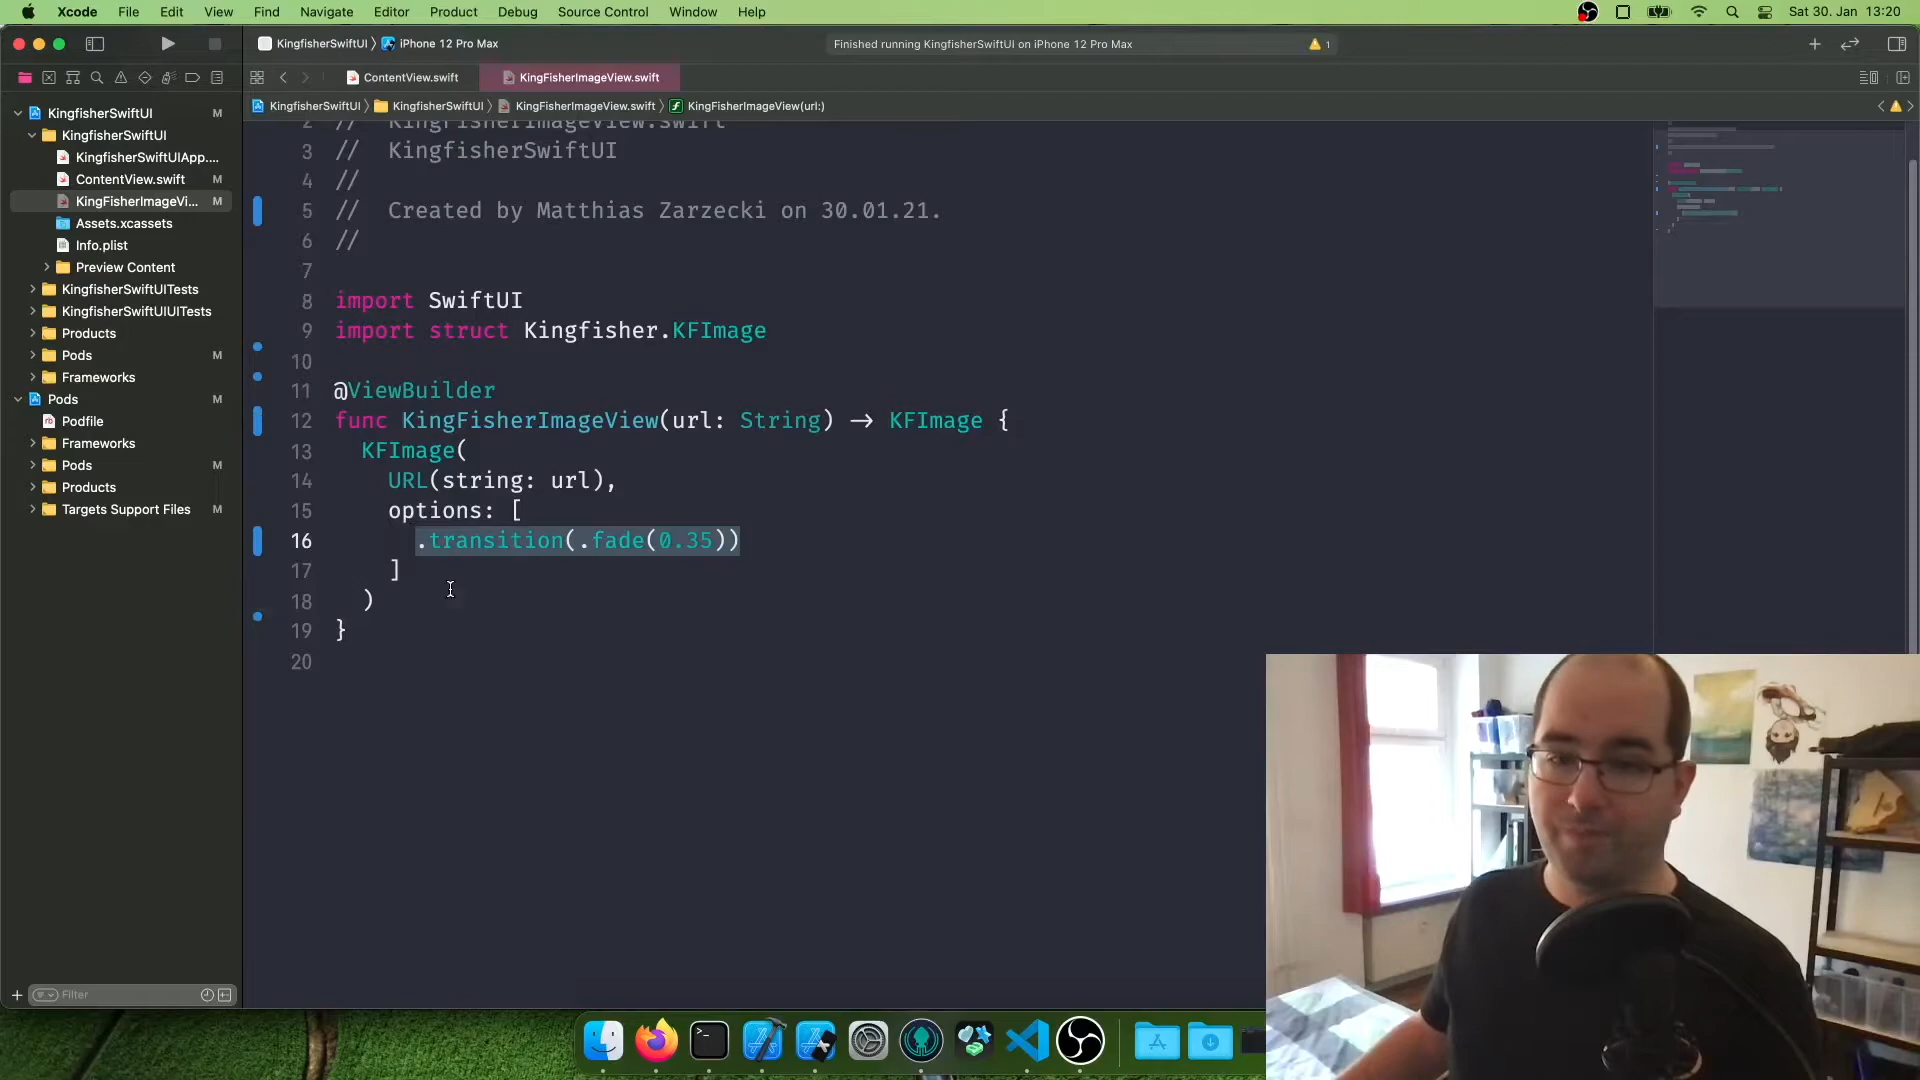 Xcode File Edit View Find Navigate Editor Product Debug Source Control Window Help Sat 30. Jan 13:20
KingfisherSwiftUI iPhone 12 Pro Max Finished running KingfisherSwiftUI on iPhone 12 Pro Max 1
ContentView.swift KingFisherImageView.swift
KingfisherSwiftUI KingfisherSwiftUI KingFisherImageView.swift KingFisherImageView(url:)
KingfisherSwiftUI M
KingfisherSwiftUI
KingfisherSwiftUIApp....
ContentView.swift M
KingFisherImageVi... M
Assets.xcassets
Info.plist
Preview Content
KingfisherSwiftUITests
KingfisherSwiftUIUITests
Products
Pods M
Frameworks
Pods
Podfile
Frameworks
Pods M
Products
Targets Support Files M
Filter
2 // KingFisherImageView.swift
3 // KingfisherSwiftUI
4 //
5 // Created by Matthias Zarzecki on 30.01.21.
6 //
7
8 import SwiftUI
9 import struct Kingfisher.KFImage
10
11 @ViewBuilder
12 func KingFisherImageView(url: String) -> KFImage {
13 KFImage(
14 URL(string: url),
15 options: [
16 .transition(.fade(0.35))
17 ]
18 )
19 }
20